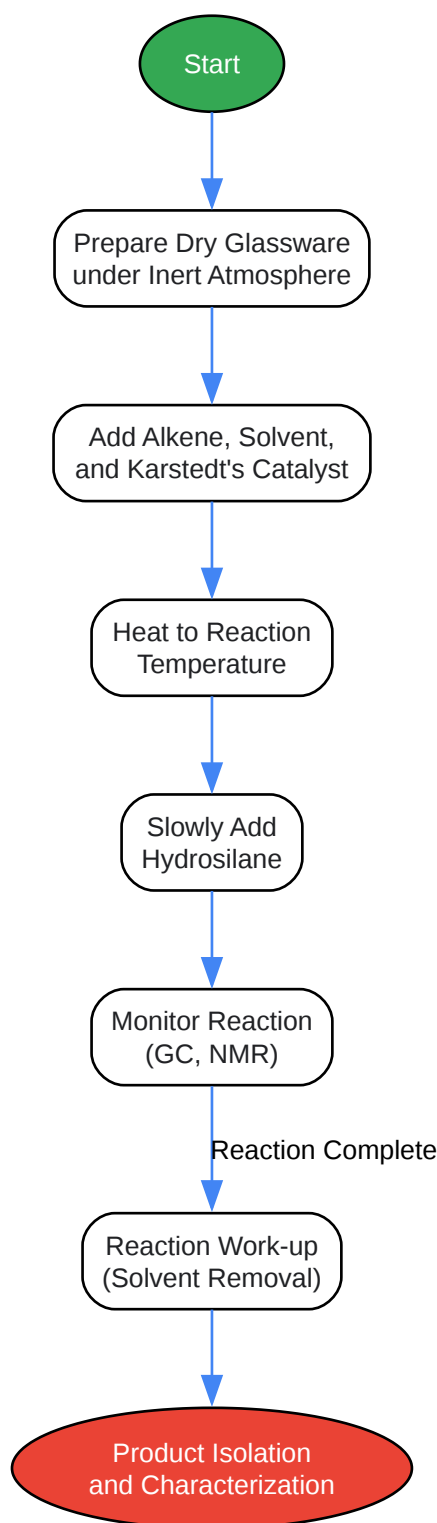 Start
Prepare Dry Glassware
under Inert Atmosphere
Add Alkene, Solvent,
and Karstedt's Catalyst
Heat to Reaction
Temperature
Slowly Add
Hydrosilane
Monitor Reaction
(GC, NMR)
Reaction Complete
Reaction Work-up
(Solvent Removal)
Product Isolation
and Characterization